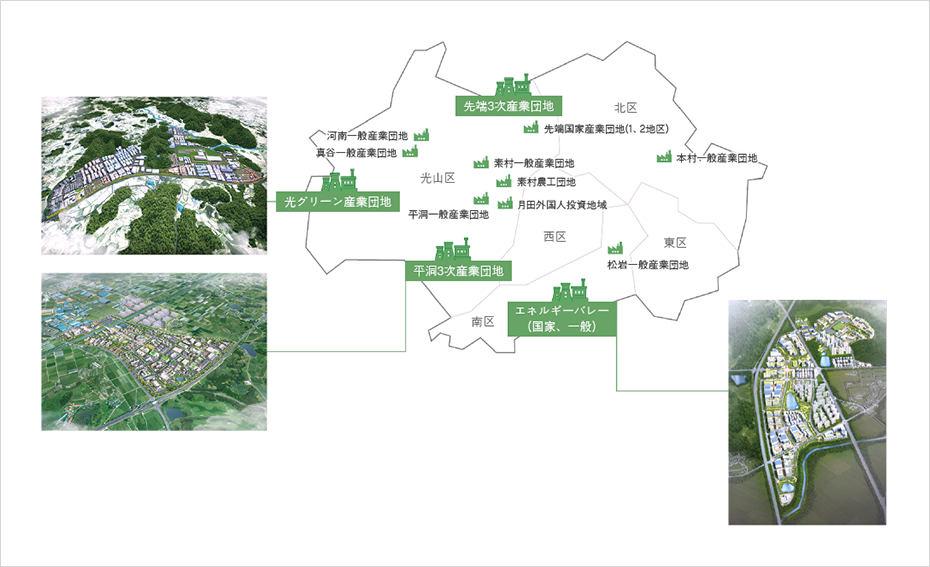 先端3次産業団地
北区
先端国家産業団地(1、2地区)
河南一般産業団地
真谷一般産業団地
本村一般産業団地
素村一般産業団地
光山区
素村農工団地
光グリーン産業団地
月田外国人投資地域
平洞一般産業団地
西区
東区
松岩一般産業団地
平洞3次産業団地
エネルギーバレー
(国家、一般)
南区